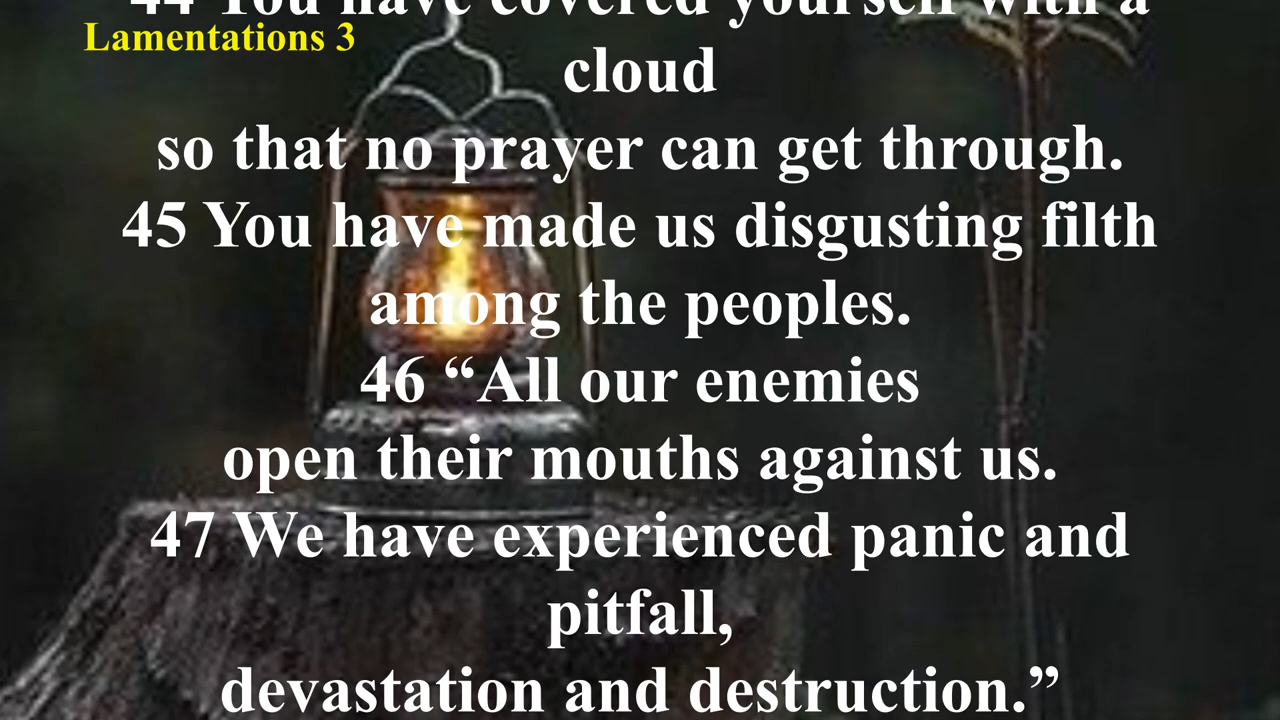 44 You have covered yourself with a
Lamentations 3
cloud
so that no prayer can get through.
45 You have made us disgusting filth
among the peoples.
46 “All our enemies
open their mouths against us.
47 We have experienced panic and
pitfall,
devastation and destruction.”